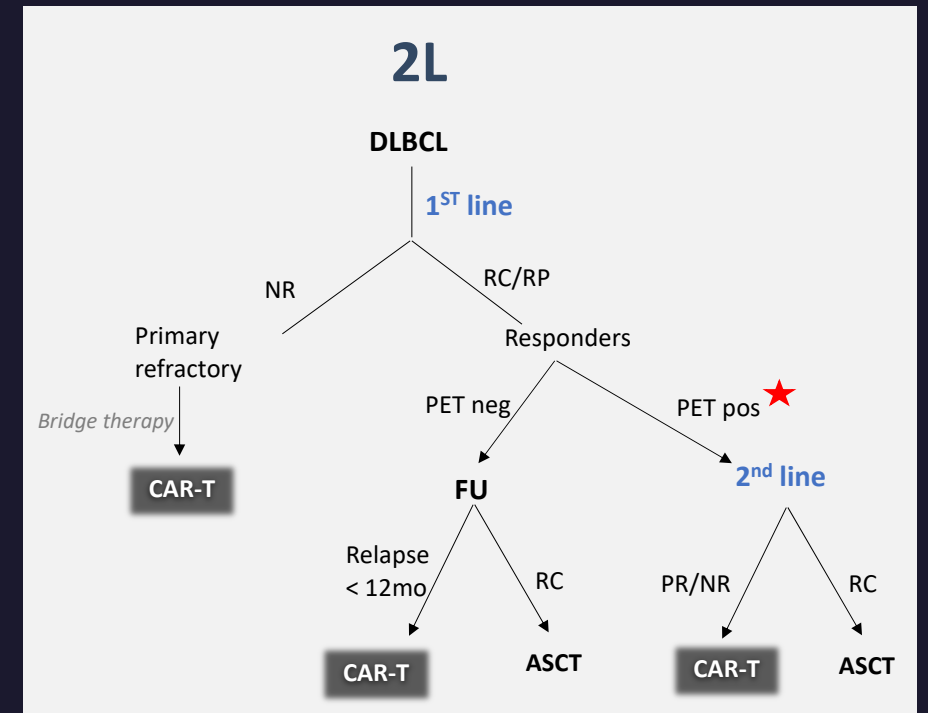 2L
DLBCL
1ST line
NR
RC/RP
Primary
refractory
Responders
Bridge therapy
PET neg
PET pos
CAR-T
FU
2nd line
Relapse
< 12mo
RC
PR/NR
RC
CAR-T
ASCT
CAR-T
ASCT